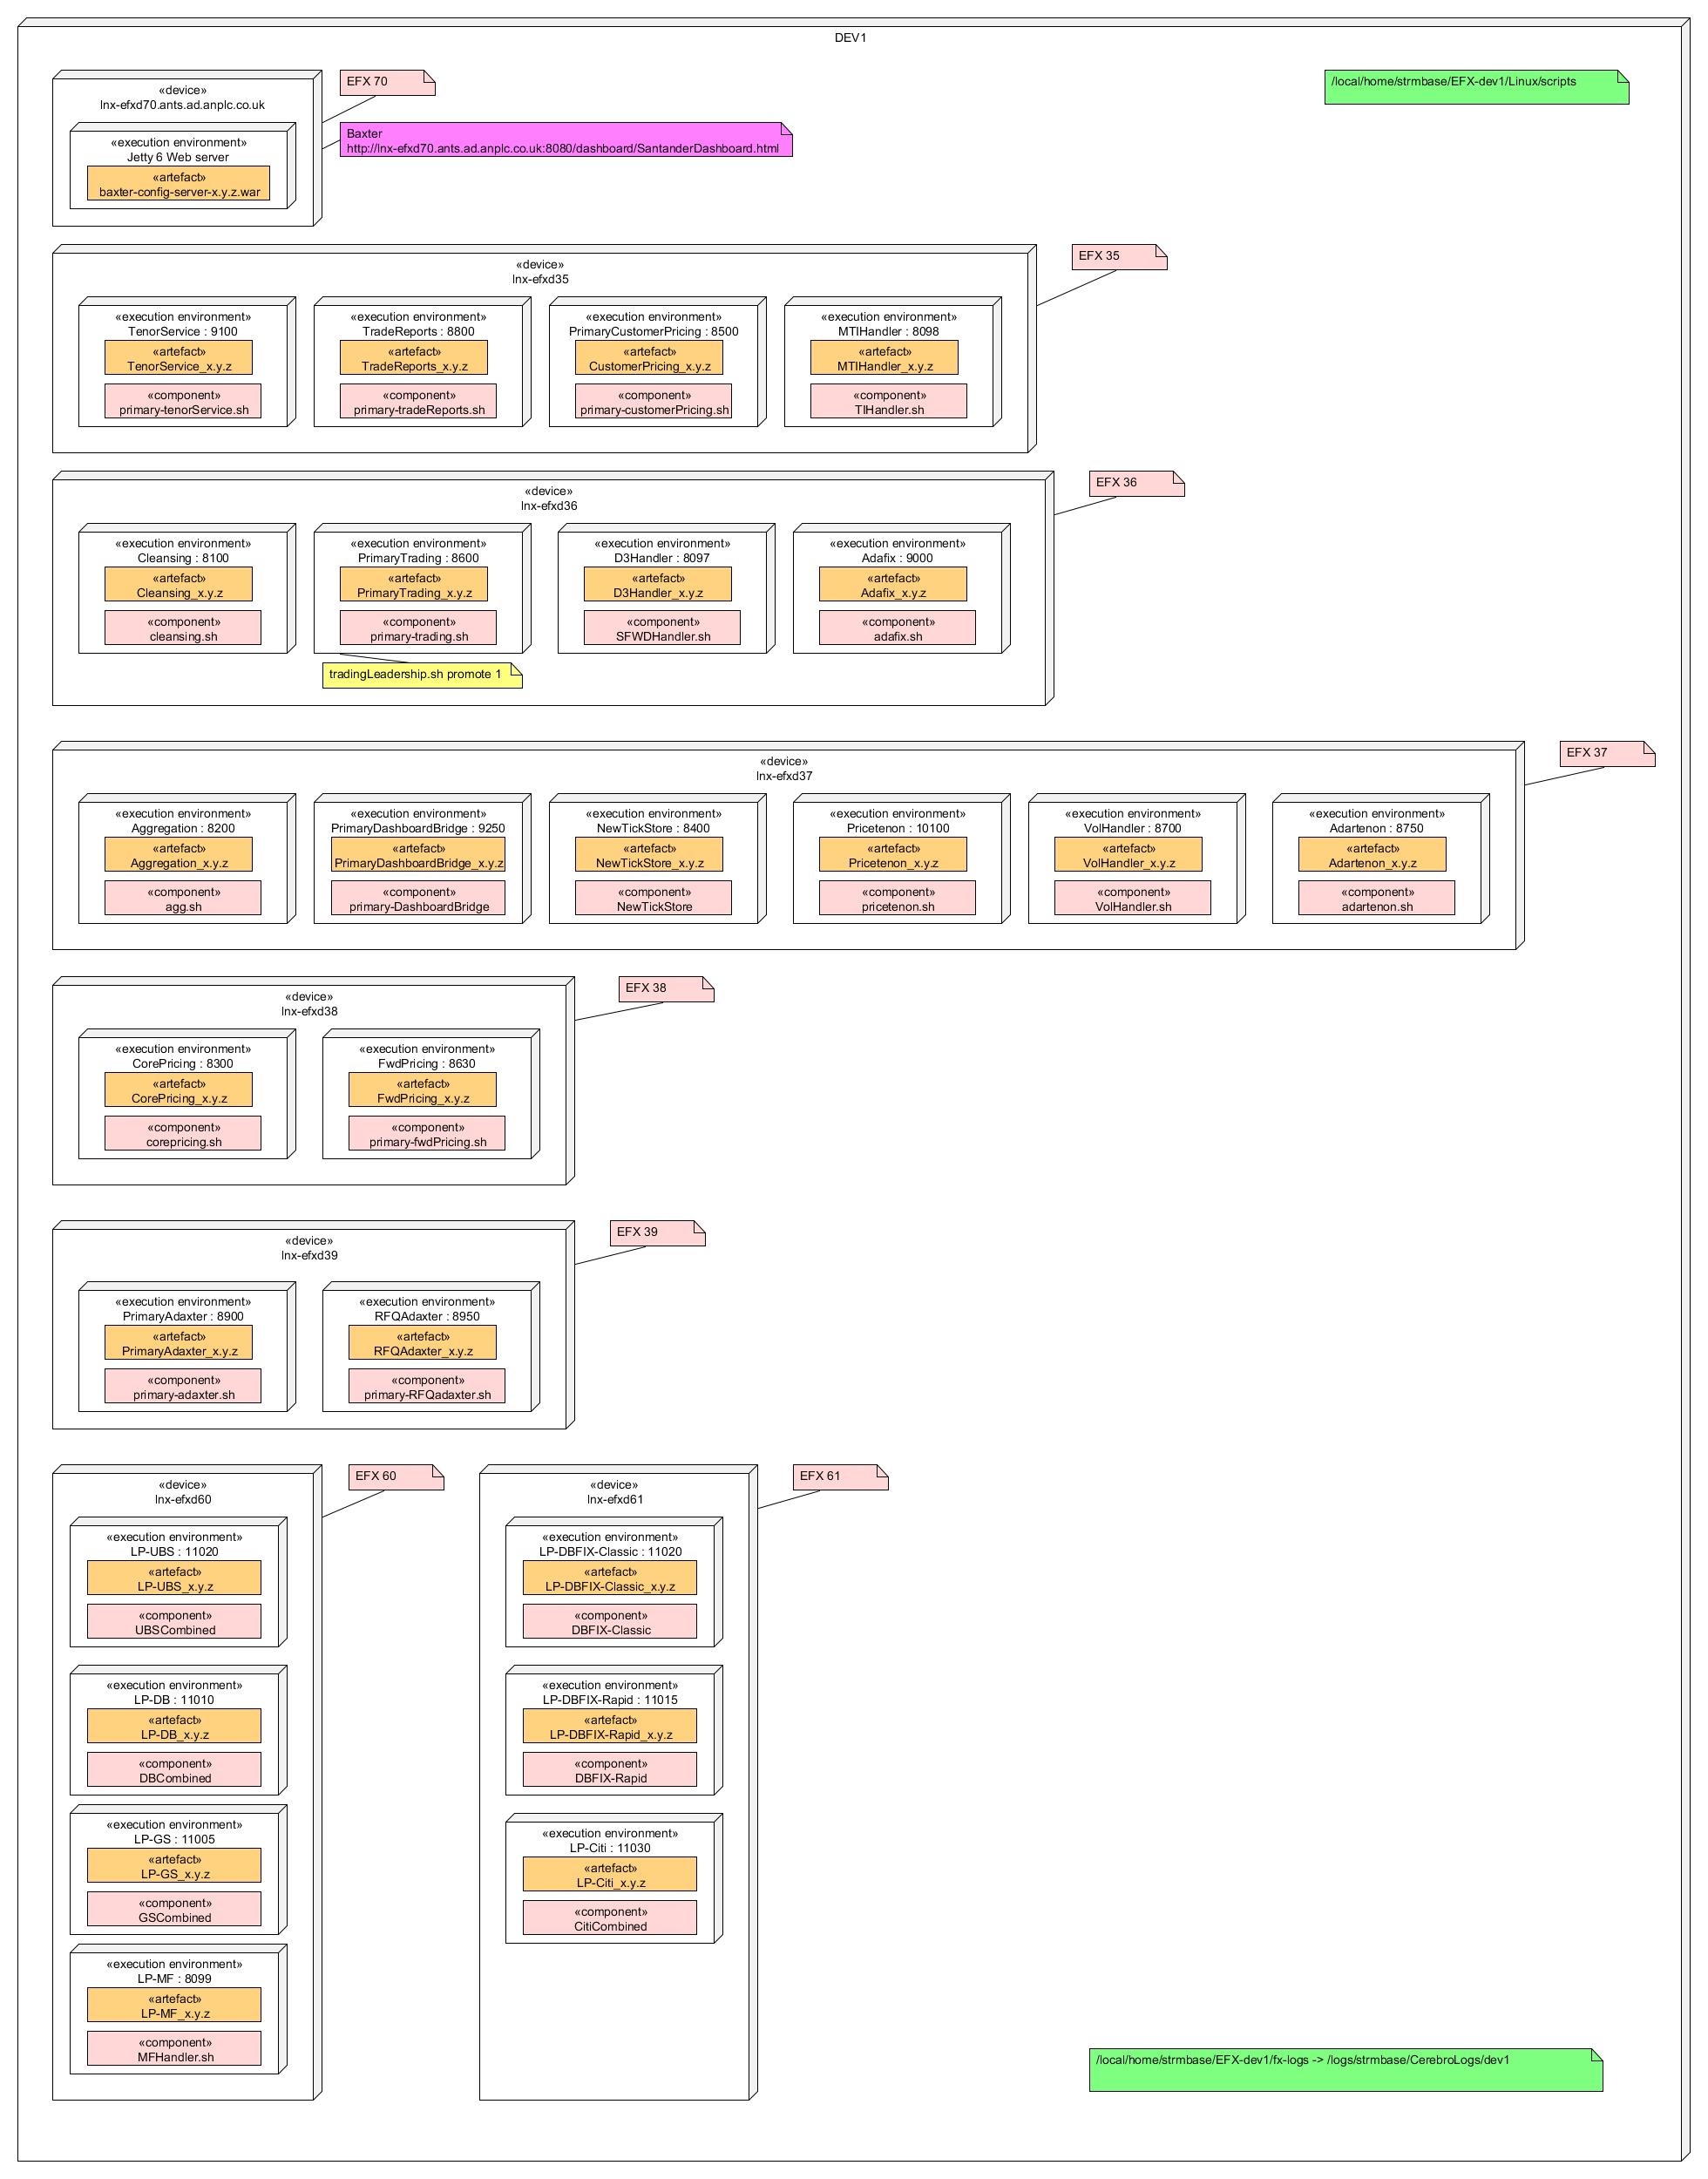 DEV1
«device»
lnx-efxd70.ants.ad.anplc.co.uk
«execution environment»
Jetty 6 Web server
«artefact»
baxter-config-server-x.y.z.war
EFX 70
Baxter
http://lnx-efxd70.ants.ad.anplc.co.uk:8080/dashboard/SantanderDashboard.html
/local/home/strmbase/EFX-dev1/Linux/scripts
«device»
lnx-efxd35
EFX 35
«execution environment»
TenorService : 9100
«artefact»
TenorService_x.y.z
«component»
primary-tenorService.sh
«execution environment»
TradeReports : 8800
«artefact»
TradeReports_x.y.z
«component»
primary-tradeReports.sh
«execution environment»
PrimaryCustomerPricing : 8500
«artefact»
CustomerPricing_x.y.z
«component»
primary-customerPricing.sh
«execution environment»
MTIHandler : 8098
«artefact»
MTIHandler_x.y.z
«component»
TIHandler.sh
«device»
lnx-efxd36
EFX 36
«execution environment»
Cleansing : 8100
«artefact»
Cleansing_x.y.z
«component»
cleansing.sh
«execution environment»
PrimaryTrading : 8600
«artefact»
PrimaryTrading_x.y.z
«component»
primary-trading.sh
tradingLeadership.sh promote 1
«execution environment»
D3Handler : 8097
«artefact»
D3Handler_x.y.z
«component»
SFWDHandler.sh
«execution environment»
Adafix : 9000
«artefact»
Adafix_x.y.z
«component»
adafix.sh
«device»
lnx-efxd37
EFX 37
«execution environment»
Aggregation : 8200
«artefact»
Aggregation_x.y.z
«component»
agg.sh
«execution environment»
PrimaryDashboardBridge : 9250
«artefact»
PrimaryDashboardBridge_x.y.z
«component»
primary-DashboardBridge
«execution environment»
NewTickStore : 8400
«artefact»
NewTickStore_x.y.z
«component»
NewTickStore
«execution environment»
Pricetenon : 10100
«artefact»
Pricetenon_x.y.z
«component»
pricetenon.sh
«execution environment»
VolHandler : 8700
«artefact»
VolHandler_x.y.z
«component»
VolHandler.sh
«execution environment»
Adartenon : 8750
«artefact»
Adartenon_x.y.z
«component»
adartenon.sh
«device»
lnx-efxd38
EFX 38
«execution environment»
CorePricing : 8300
«artefact»
CorePricing_x.y.z
«component»
corepricing.sh
«execution environment»
FwdPricing : 8630
«artefact»
FwdPricing_x.y.z
«component»
primary-fwdPricing.sh
«device»
lnx-efxd39
EFX 39
«execution environment»
PrimaryAdaxter : 8900
«artefact»
PrimaryAdaxter_x.y.z
«component»
primary-adaxter.sh
«execution environment»
RFQAdaxter : 8950
«artefact»
RFQAdaxter_x.y.z
«component»
primary-RFQadaxter.sh
«device»
lnx-efxd60
EFX 60
«execution environment»
LP-UBS : 11020
«artefact»
LP-UBS_x.y.z
«component»
UBSCombined
«execution environment»
LP-DB : 11010
«artefact»
LP-DB_x.y.z
«component»
DBCombined
«execution environment»
LP-GS : 11005
«artefact»
LP-GS_x.y.z
«component»
GSCombined
«execution environment»
LP-MF : 8099
«artefact»
LP-MF_x.y.z
«component»
MFHandler.sh
«device»
lnx-efxd61
EFX 61
«execution environment»
LP-DBFIX-Classic : 11020
«artefact»
LP-DBFIX-Classic_x.y.z
«component»
DBFIX-Classic
«execution environment»
LP-DBFIX-Rapid : 11015
«artefact»
LP-DBFIX-Rapid_x.y.z
«component»
DBFIX-Rapid
«execution environment»
LP-Citi : 11030
«artefact»
LP-Citi_x.y.z
«component»
CitiCombined
/local/home/strmbase/EFX-dev1/fx-logs -> /logs/strmbase/CerebroLogs/dev1